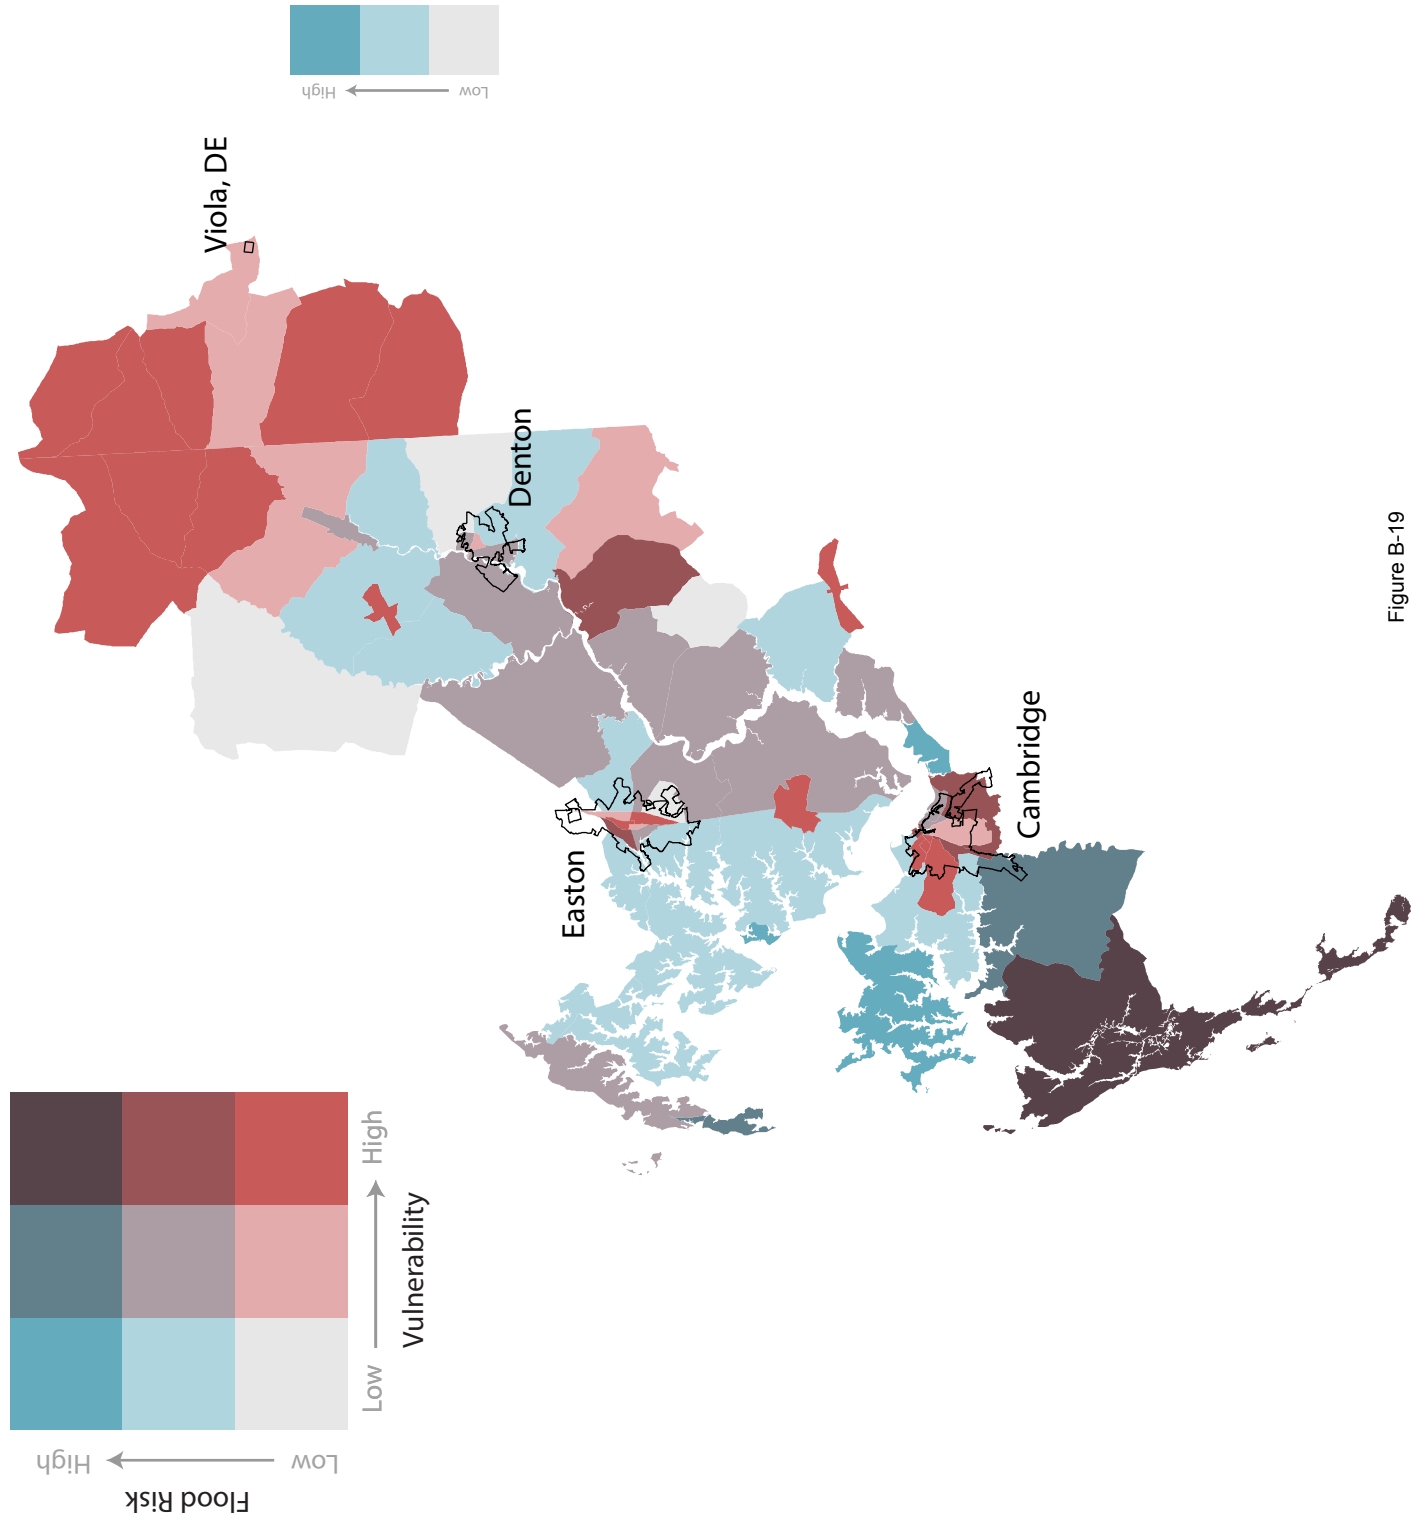 High
Low
Viola, DE
Denton
Easton
Cambridge
High
Low
Flood Risk
Low
High
Vulnerability
Figure B-19